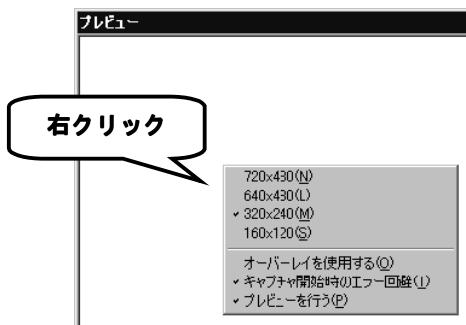 プレビュー
右クリック
720x480(N)
640x480(L)
320x240(M)
160x120(S)
オーバーレイを使用する(O)
キャプチャ開始時のエラー回避(I)
プレビューを行う(P)